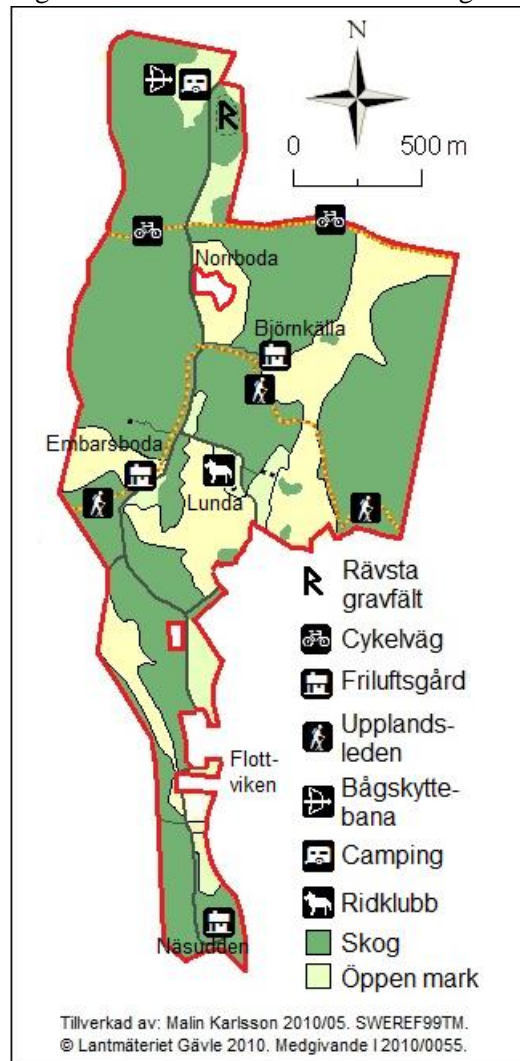 N
0 500 m
Norrboda
Björnkälla
Embarsboda
Lunda
Rävsta
gravfält
Cykelväg
Friluftsgård
Upplands-
leden
Flott-
viken
Bågskytte-
bana
Camping
Ridklubb
Näsudden
Skog
Öppen mark
Tillverkad av: Malin Karlsson 2010/05. SWEREF99TM.
© Lantmäteriet Gävle 2010. Medgivande I 2010/0055.